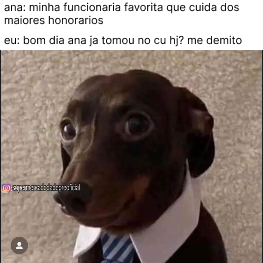 ana: minha funcionaria favorita que cuida dos
maiores honorarios
eu: bom dia ana ja tomou no cu hj? me demito